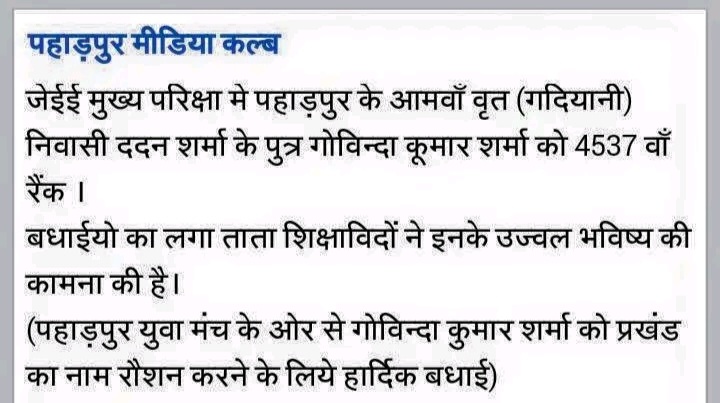 पहाड़पुर मीडिया कल्ब
जेईई मुख्य परिक्षा मे पहाड़पुर के आमवाँ वृत (गदियानी)
निवासी ददन शर्मा के पुत्र गोविन्दा कूमार शर्मा को 4537 वाँ
रैंक ।
बधाईयो का लगा ताता शिक्षाविदों ने इनके उज्वल भविष्य की
कामना की है।
(पहाड़पुर युवा मंच के ओर से गोविन्दा कुमार शर्मा को प्रखंड
का नाम रौशन करने के लिये हार्दिक बधाई)